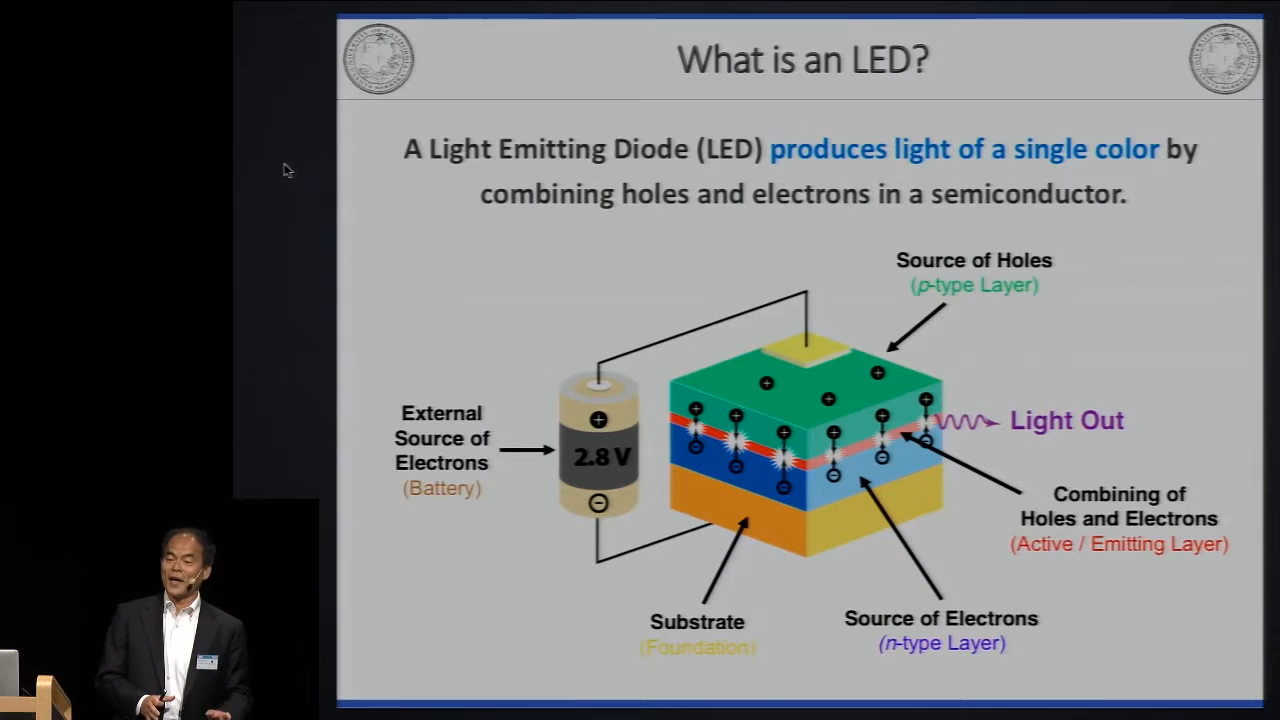 What is an LED?
A Light Emitting Diode (LED) produces light of a single color by
combining holes and electrons in a semiconductor.
Source of Holes
(p-type Layer)
External
Source of
Electrons
(Battery)
+
2.8 V
−
Light Out
Combining of
Holes and Electrons
(Active / Emitting Layer)
Substrate
(Foundation)
Source of Electrons
(n-type Layer)